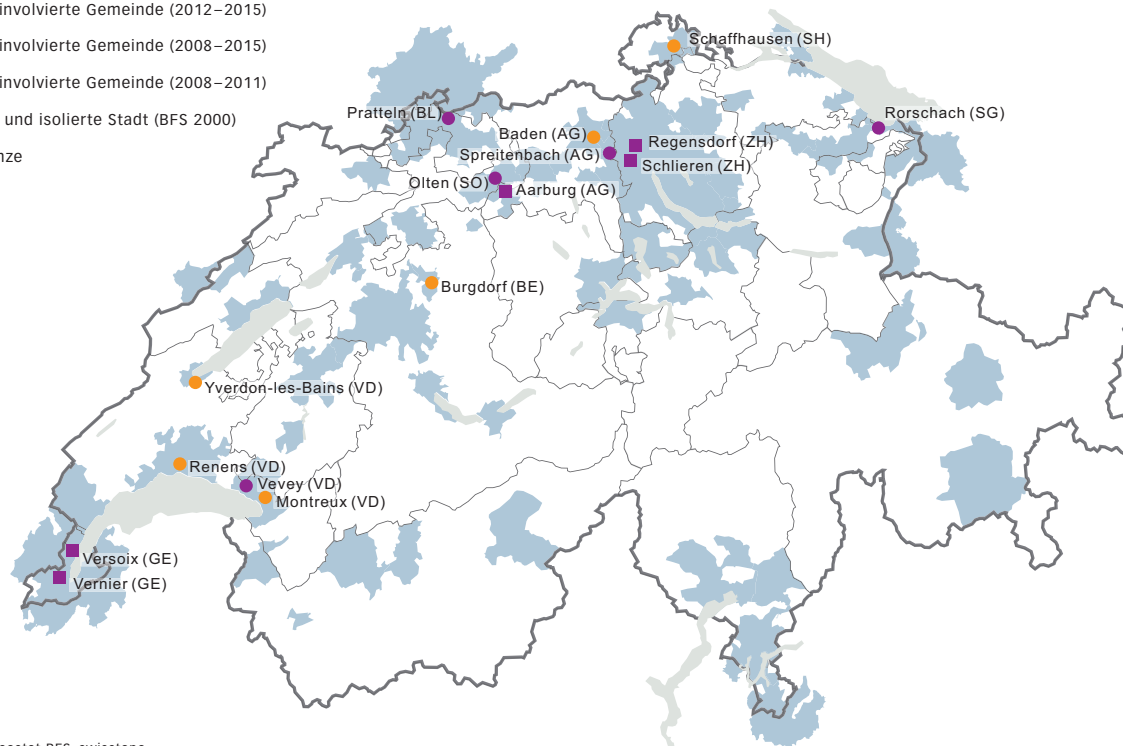 involvierte Gemeinde (2012–2015)
involvierte Gemeinde (2008–2015)
involvierte Gemeinde (2008–2011)
und isolierte Stadt (BFS 2000)
Schaffhausen (SH)
Pratteln (BL)
Rorschach (SG)
Baden (AG)
Regensdorf (ZH)
Spreitenbach (AG)
Schlieren (ZH)
Olten (SO)
Aarburg (AG)
Burgdorf (BE)
Yverdon-les-Bains (VD)
Renens (VD)
Vevey (VD)
Montreux (VD)
Versoix (GE)
Vernier (GE)